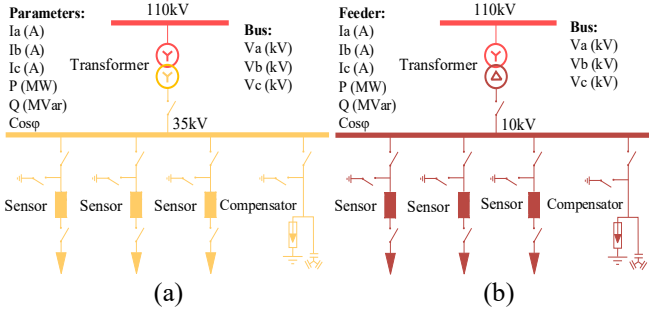 Parameters:
Ia (A)
Ib (A)
Ic (A)
P (MW)
Q (MVar)
Cosφ
110kV
Transformer
Y
Y
Bus:
Va (kV)
Vb (kV)
Vc (kV)
35kV
Sensor
Sensor
Sensor
Compensator
(a)
Feeder:
Ia (A)
Ib (A)
Ic (A)
P (MW)
Q (MVar)
Cosφ
110kV
Transformer
Y
Δ
Bus:
Va (kV)
Vb (kV)
Vc (kV)
10kV
Sensor
Sensor
Sensor
Compensator
(b)